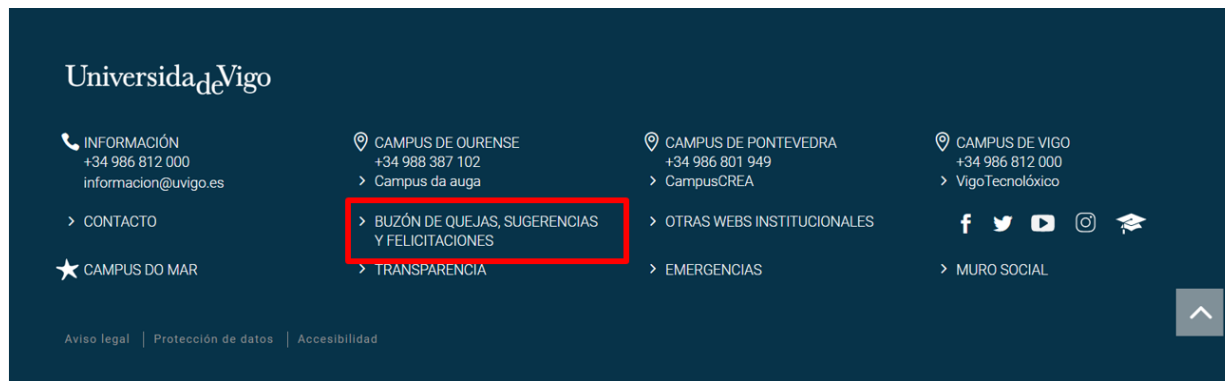 UniversidadeVigo
INFORMACIÓN
+34 986 812 000
informacion@uvigo.es
CAMPUS DE OURENSE
+34 988 387 102
> Campus da auga
CAMPUS DE PONTEVEDRA
+34 986 801 949
> CampusCREA
CAMPUS DE VIGO
+34 986 812 000
> VigoTecnolóxico
> CONTACTO
> BUZÓN DE QUEJAS, SUGERENCIAS
Y FELICITACIONES
> OTRAS WEBS INSTITUCIONALES
CAMPUS DO MAR
> TRANSPARENCIA
> EMERGENCIAS
> MURO SOCIAL
Aviso legal | Protección de datos | Accesibilidad